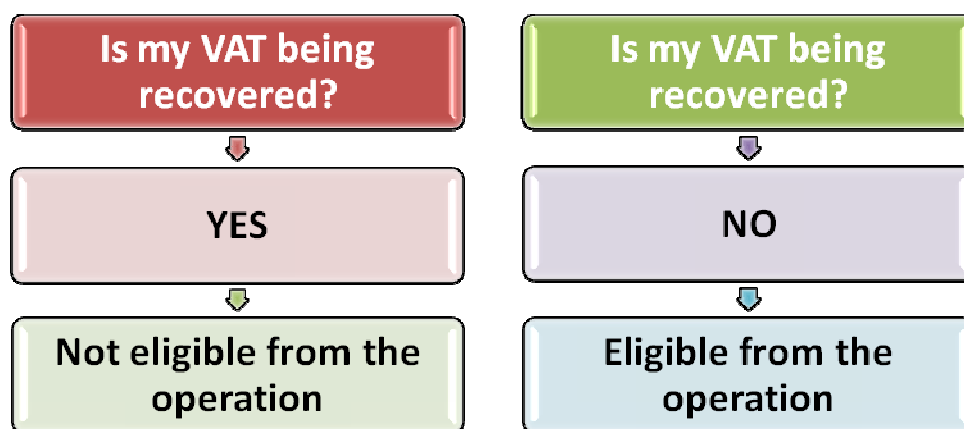 Is my VAT being
recovered?
YES
Not eligible from the
operation
Is my VAT being
recovered?
NO
Eligible from the
operation